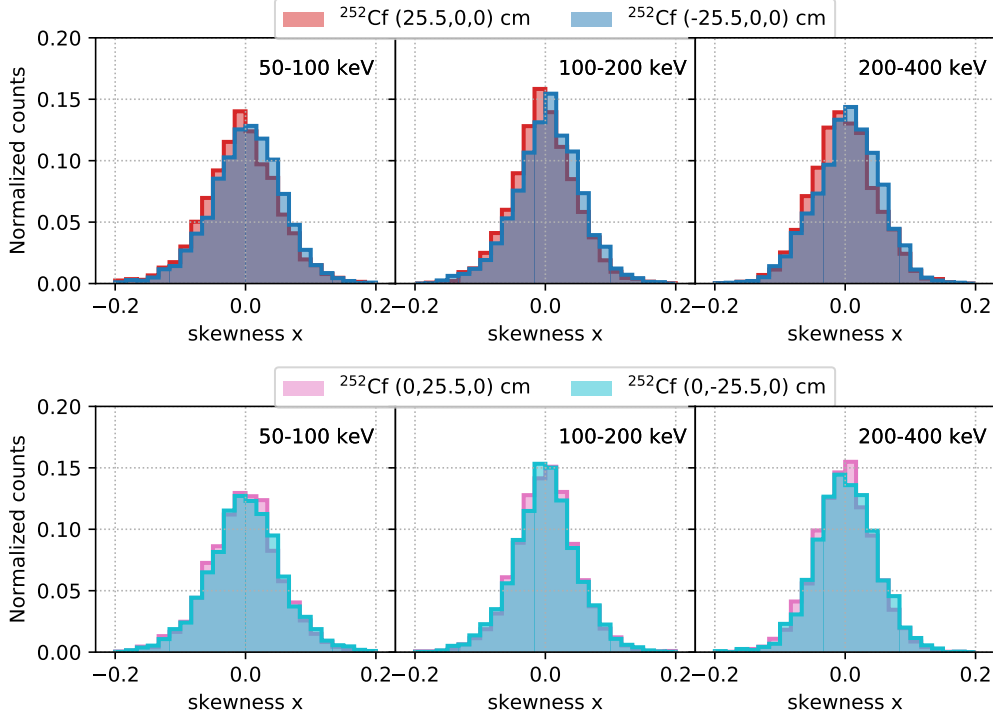 ²⁵²Cf (25.5,0,0) cm ²⁵²Cf (-25.5,0,0) cm
0.20
0.15
0.10
0.05
0.00
Normalized counts
50-100 keV 100-200 keV 200-400 keV
−0.2 0.0 0.2 −0.2 0.0 0.2 −0.2 0.0 0.2
skewness x skewness x skewness x
²⁵²Cf (0,25.5,0) cm ²⁵²Cf (0,-25.5,0) cm
0.20
0.15
0.10
0.05
0.00
Normalized counts
50-100 keV 100-200 keV 200-400 keV
−0.2 0.0 0.2 −0.2 0.0 0.2 −0.2 0.0 0.2
skewness x skewness x skewness x